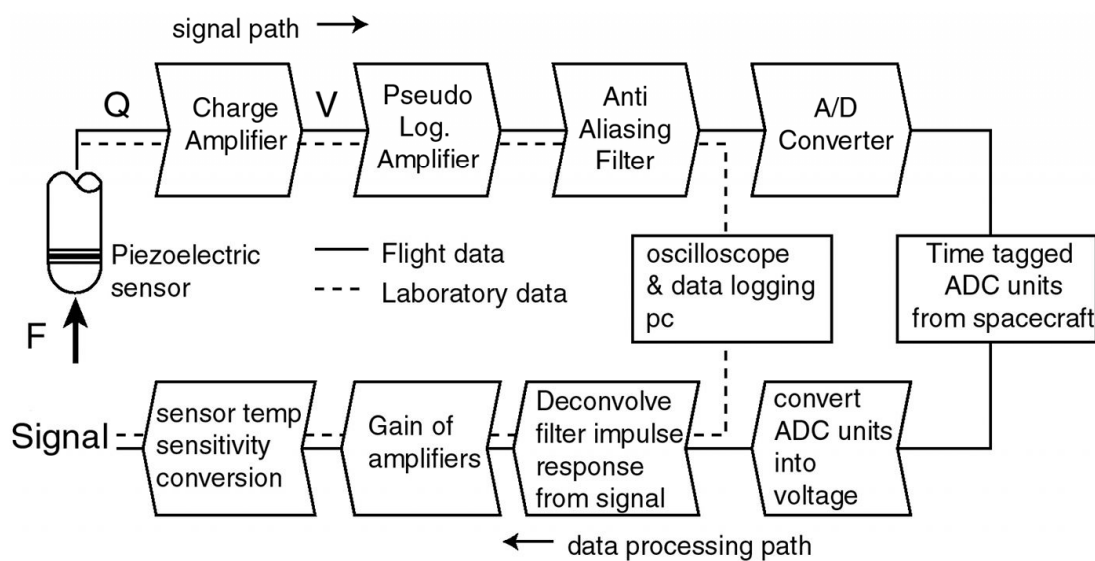 signal path
Q
Charge
Amplifier
V
Pseudo
Log.
Amplifier
Anti
Aliasing
Filter
A/D
Converter
Piezoelectric
sensor
F
Flight data
Laboratory data
oscilloscope
& data logging
pc
Time tagged
ADC units
from spacecraft
Signal
sensor temp
sensitivity
conversion
Gain of
amplifiers
Deconvolve
filter impulse
response
from signal
convert
ADC units
into
voltage
data processing path